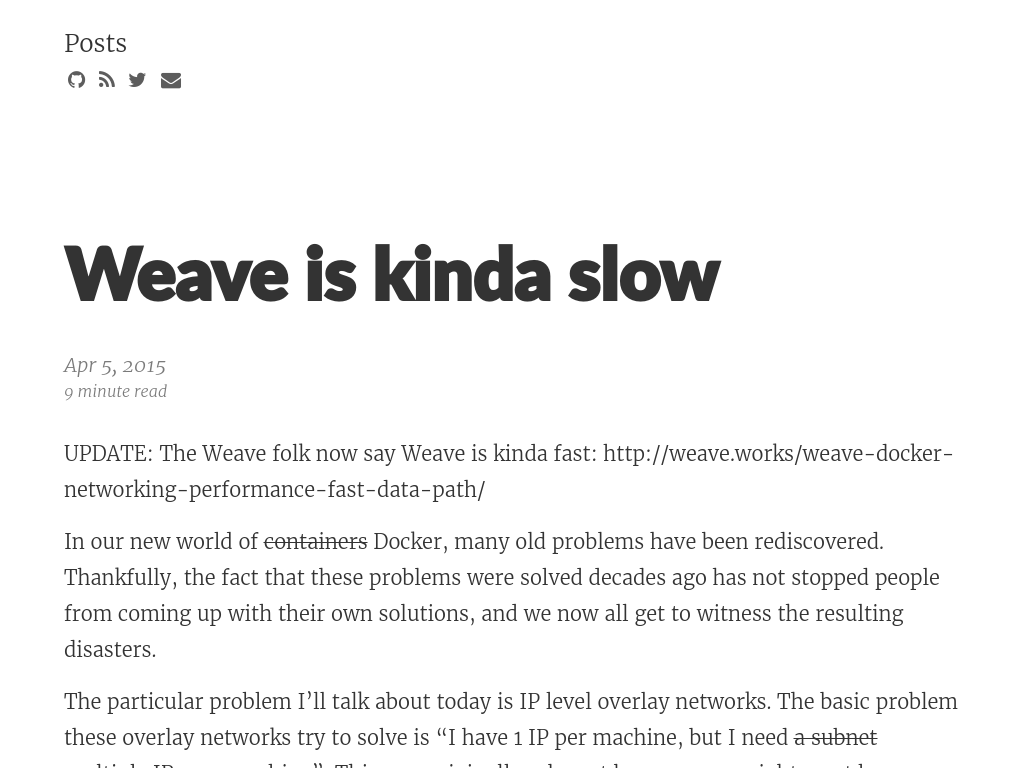 Posts
Weave is kinda slow
Apr 5, 2015
9 minute read
UPDATE: The Weave folk now say Weave is kinda fast: http://weave.works/weave-docker-
networking-performance-fast-data-path/
In our new world of containers Docker, many old problems have been rediscovered.
Thankfully, the fact that these problems were solved decades ago has not stopped people
from coming up with their own solutions, and we now all get to witness the resulting
disasters.
The particular problem I’ll talk about today is IP level overlay networks. The basic problem
these overlay networks try to solve is “I have 1 IP per machine, but I need a subnet